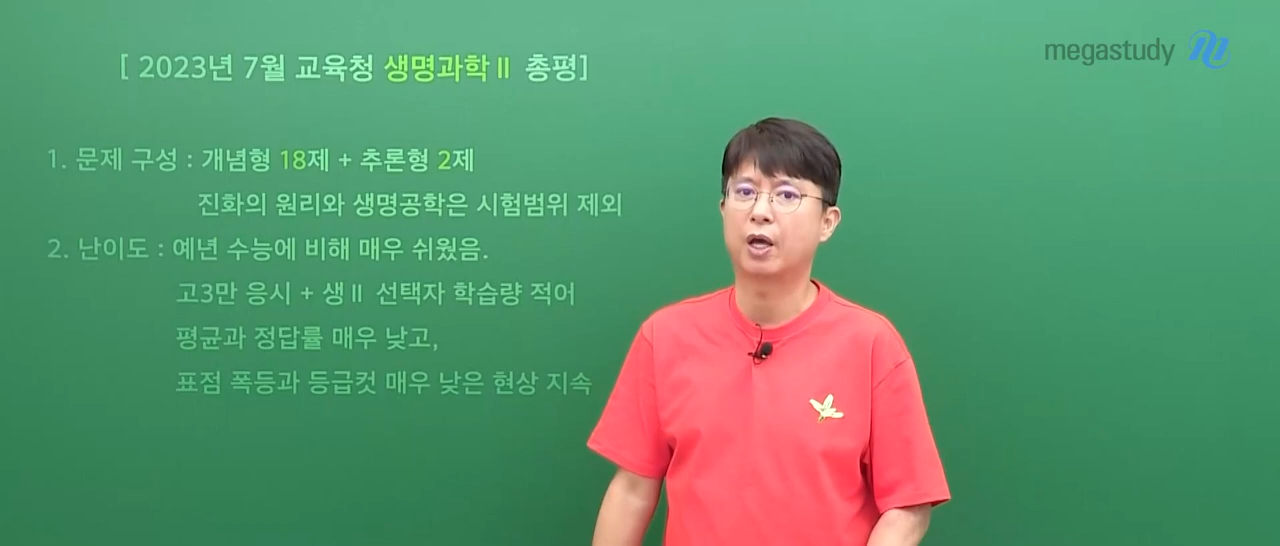 [ 2023년 7월 교육청 생명과학Ⅱ 총평]
megastudy
1. 문제 구성 : 개념형 18제 + 추론형 2제
진화의 원리와 생명공학은 시험범위 제외
2. 난이도 : 예년 수능에 비해 매우 쉬웠음.
고3만 응시 + 생Ⅱ 선택자 학습량 적어
평균과 정답률 매우 낮고,
표점 폭등과 등급컷 매우 낮은 현상 지속